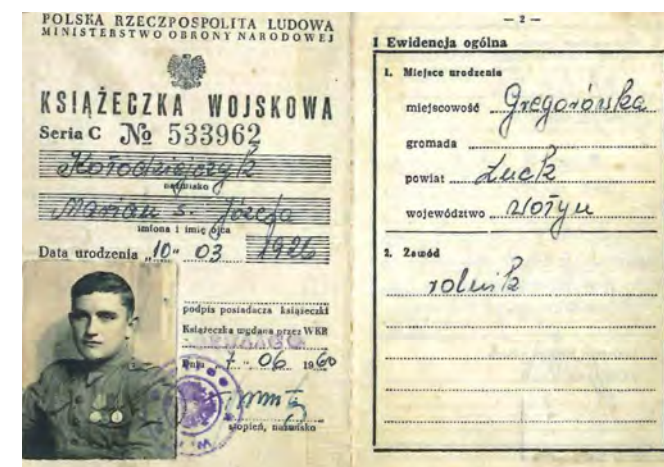 POLSKA RZECZPOSPOLITA LUDOWA
MINISTERSTWO OBRONY NARODOWEJ
KSIĄŻECZKA WOJSKOWA
Seria C № 533962
Kołodziejczyk
nazwisko
Marian s. Józefa
imiona i imię ojca
Data urodzenia „10" 03 1926
podpis posiadacza książeczki
Książeczka wydana przez WKR
Dnia 7 - 06 1960
stopień, nazwisko
— 2 —
I Ewidencja ogólna
1. Miejsce urodzenia
miejscowość Gregorówka
gromada
powiat Łuck
województwo Wołyń
2. Zawód
rolnik